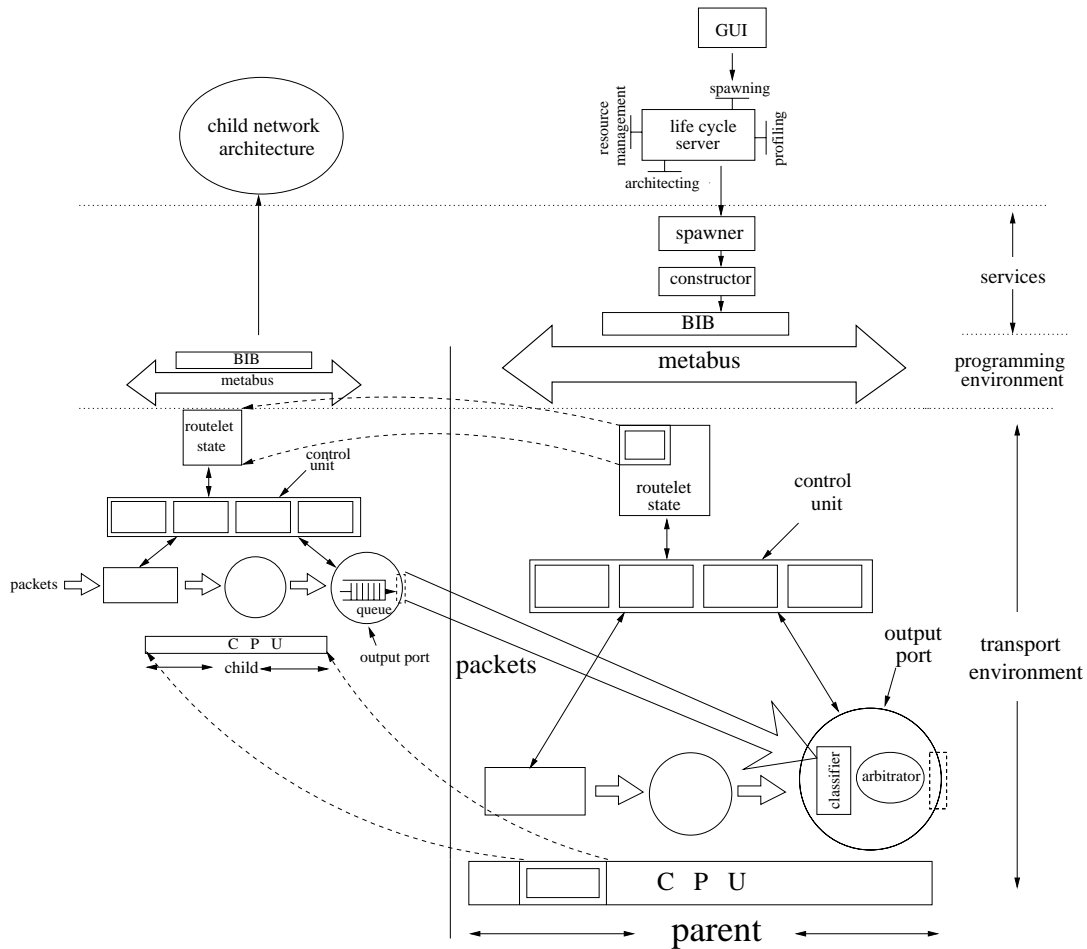 GUI
spawning
resource
management
life cycle
server
profiling
architecting
child network
architecture
spawner
constructor
BIB
metabus
services
programming
environment
BIB
metabus
routelet
state
control
unit
packets
queue
output port
C P U
child
routelet
state
control
unit
packets
output
port
classifier
arbitrator
transport
environment
C P U
parent